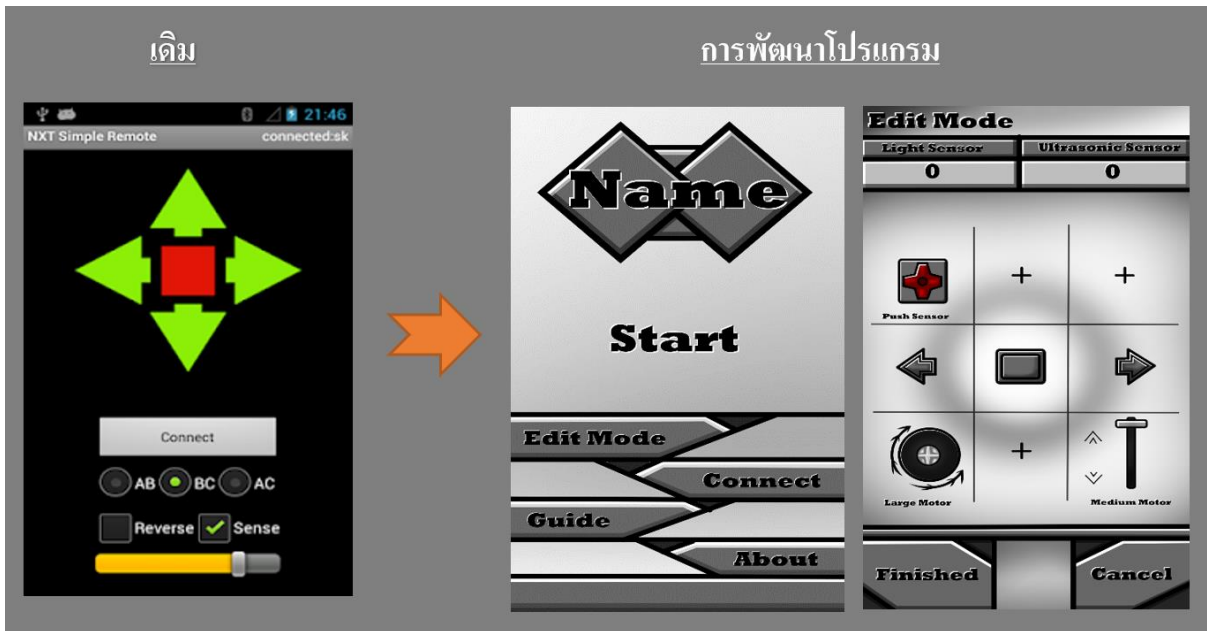 เดิม
การพัฒนาโปรแกรม
21:46
NXT Simple Remote connected:sk
Connect
AB BC AC
Reverse Sense
Name
Start
Edit Mode
Connect
Guide
About
Edit Mode
Light Sensor Ultrasonic Sensor
0 0
+ +
Push Sensor
+
Large Motor Medium Motor
Finished Cancel